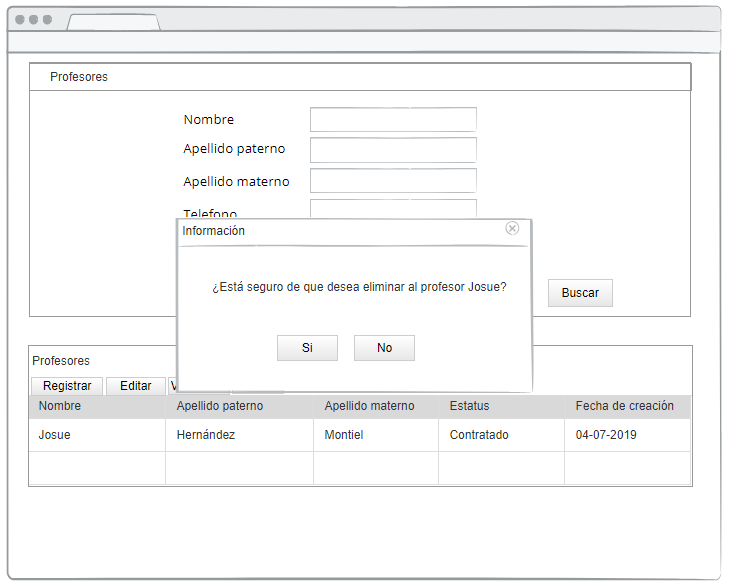 Profesores
Nombre
Apellido paterno
Apellido materno
Telefono
Información
¿Está seguro de que desea eliminar al profesor Josue?
Buscar
Si No
Profesores
Registrar Editar
Nombre Apellido paterno Apellido materno Estatus Fecha de creación
Josue Hernández Montiel Contratado 04-07-2019